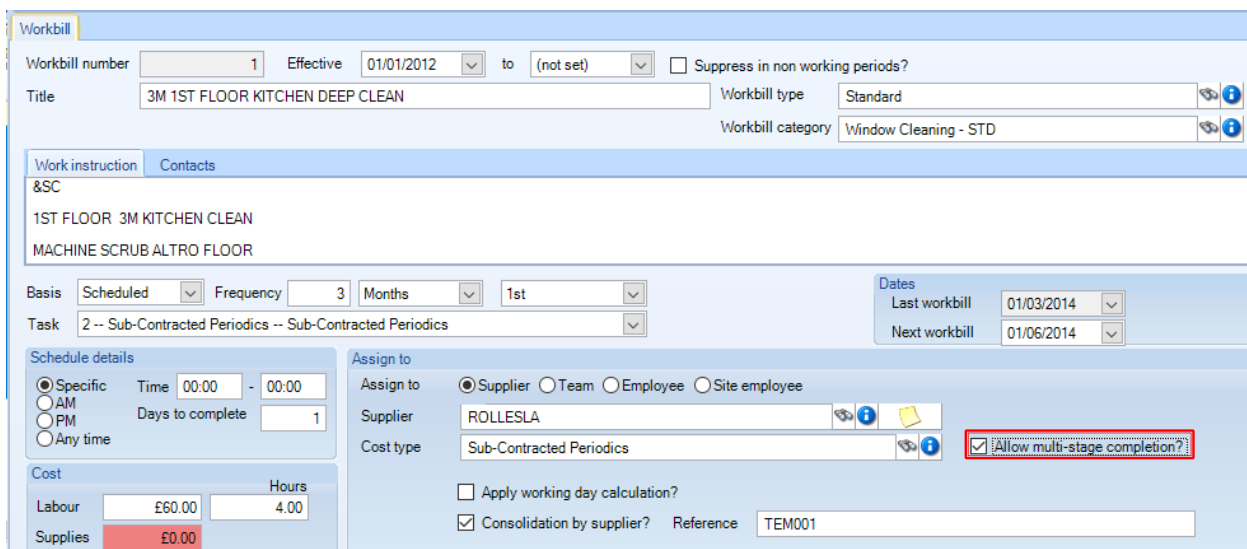 Workbill
Workbill number 1 Effective 01/01/2012 to (not set) Suppress in non working periods?
Title 3M 1ST FLOOR KITCHEN DEEP CLEAN Workbill type Standard
Workbill category Window Cleaning - STD
Work instruction Contacts
&SC
1ST FLOOR 3M KITCHEN CLEAN
MACHINE SCRUB ALTRO FLOOR
Basis Scheduled Frequency 3 Months 1st
Task 2 -- Sub-Contracted Periodics -- Sub-Contracted Periodics
Dates
Last workbill 01/03/2014
Next workbill 01/06/2014
Schedule details
Specific Time 00:00 - 00:00
AM
PM Days to complete 1
Any time
Assign to
Assign to Supplier Team Employee Site employee
Supplier ROLLESLA
Cost type Sub-Contracted Periodics Allow multi-stage completion?
Apply working day calculation?
Consolidation by supplier? Reference TEM001
Cost
Hours
Labour £60.00 4.00
Supplies £0.00